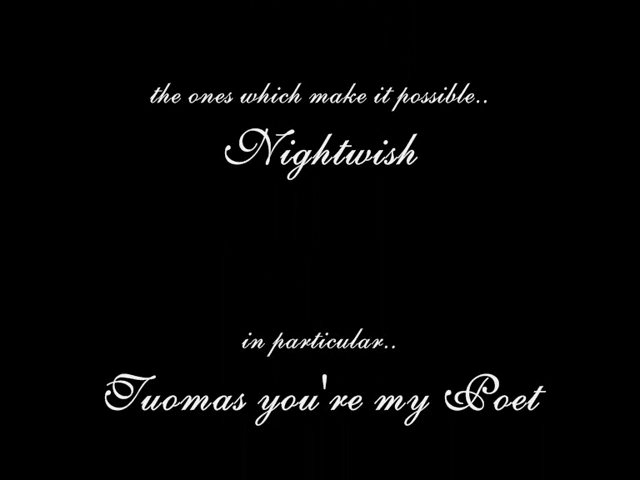 the ones which make it possible..
Nightwish
in particular..
Tuomas you're my Poet